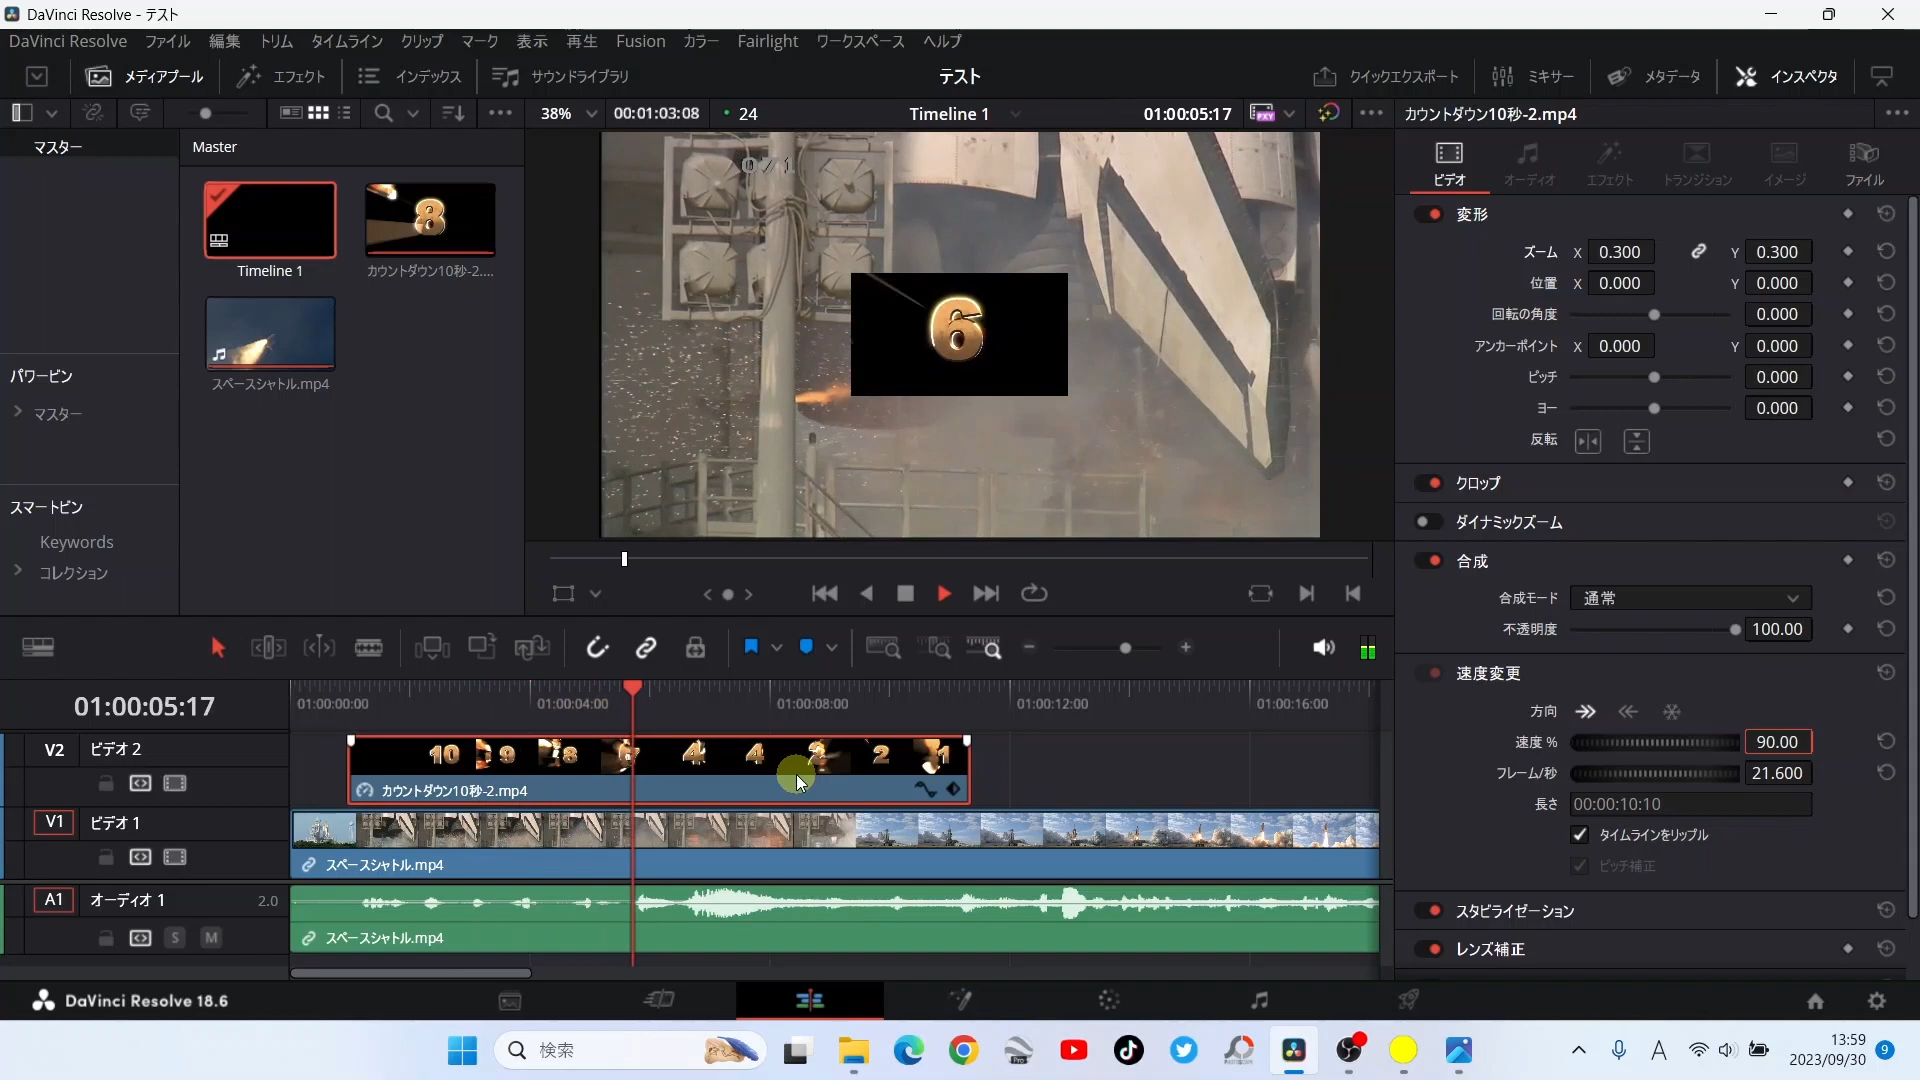 DaVinci Resolve - テスト
DaVinci Resolve ファイル 編集 トリム タイムライン クリップ マーク 表示 再生 Fusion カラー Fairlight ワークスペース ヘルプ
メディアプール エフェクト インデックス サウンドライブラリ テスト クイックエクスポート ミキサー メタデータ インスペクタ
38% 00:01:03:08 24 Timeline 1 01:00:05:17 PXY カウントダウン10秒-2.mp4
マスター Master
ビデオ オーディオ エフェクト トランジション イメージ ファイル
8
6
Timeline 1 カウントダウン10秒-2....
スペースシャトル.mp4
パワービン
マスター
スマートビン
Keywords
コレクション
変形
ズーム X 0.300 Y 0.300
位置 X 0.000 Y 0.000
回転の角度 0.000
アンカーポイント X 0.000 Y 0.000
ピッチ 0.000
ヨー 0.000
反転
クロップ
ダイナミックズーム
合成
合成モード 通常
不透明度 100.00
速度変更
方向
速度 % 90.00
フレーム/秒 21.600
長さ 00:00:10:10
タイムラインをリップル
ピッチ補正
スタビライゼーション
レンズ補正
01:00:05:17 01:00:00:00 01:00:04:00 01:00:08:00 01:00:12:00 01:00:16:00
V2 ビデオ 2
10 9 8 4 4 2 1
カウントダウン10秒-2.mp4
V1 ビデオ 1
スペースシャトル.mp4
A1 オーディオ 1 2.0
S M
スペースシャトル.mp4
DaVinci Resolve 18.6
検索
Pro
A
13:59
2023/09/30
9